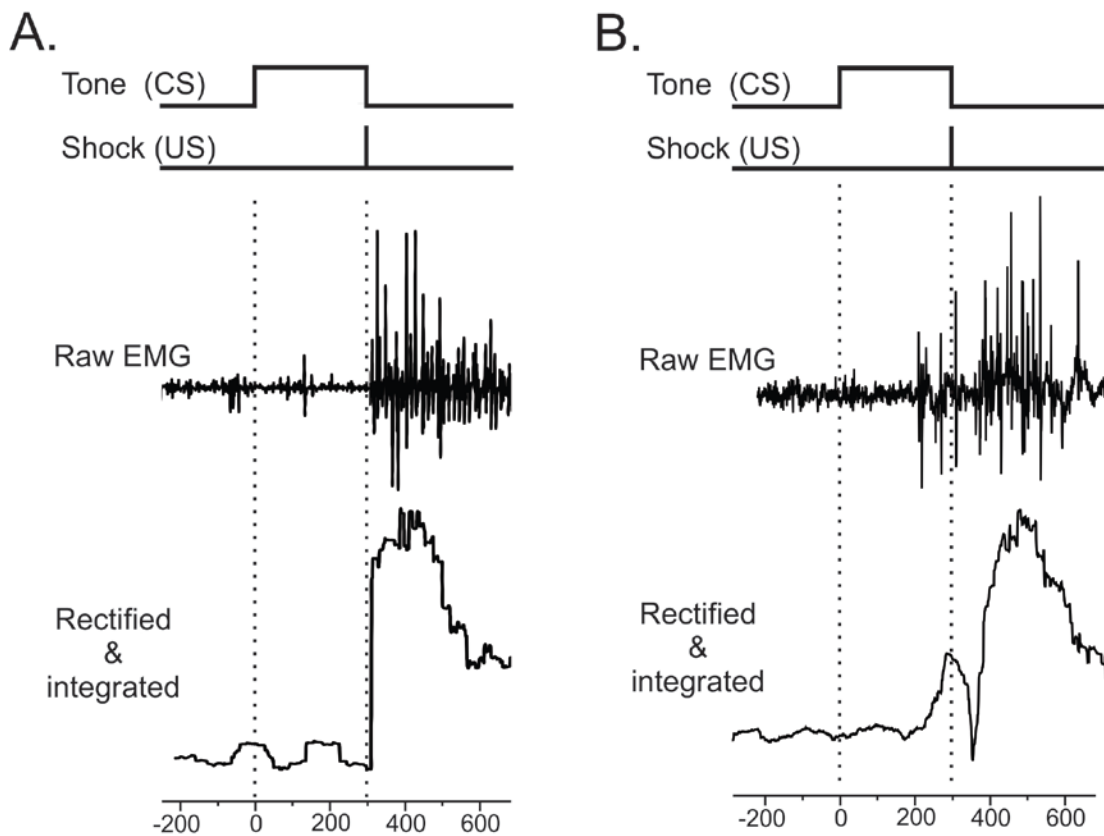 A.
Tone (CS)
Shock (US)
Raw EMG
Rectified
&
integrated
-200 0 200 400 600
B.
Tone (CS)
Shock (US)
Raw EMG
Rectified
&
integrated
-200 0 200 400 600